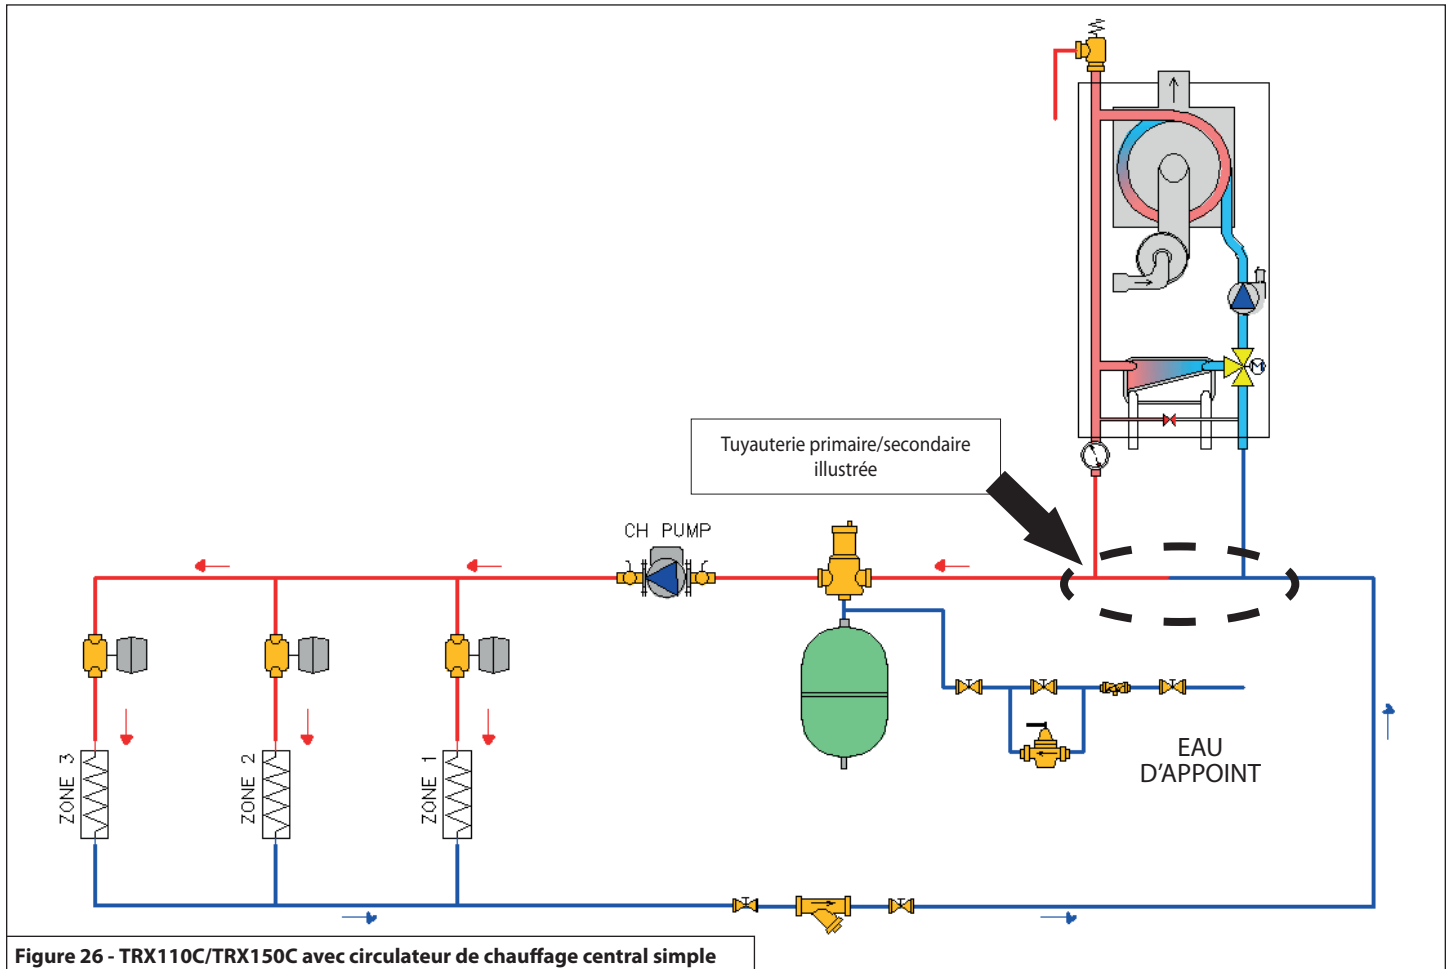 Tuyauterie primaire/secondaire
illustrée
CH PUMP
M
ZONE 3
ZONE 2
ZONE 1
EAU
D'APPOINT
Figure 26 - TRX110C/TRX150C avec circulateur de chauffage central simple